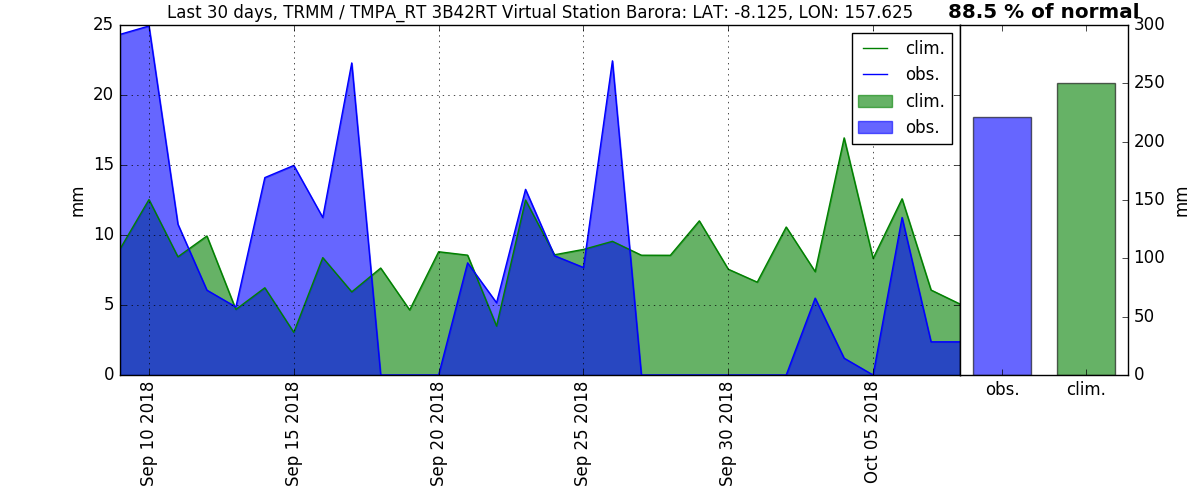 Last 30 days, TRMM / TMPA_RT 3B42RT Virtual Station Barora: LAT: -8.125, LON: 157.625
88.5 % of normal
25
20
15
10
5
0
mm
clim.
obs.
clim.
obs.
300
250
200
150
100
50
0
mm
Sep 10 2018
Sep 15 2018
Sep 20 2018
Sep 25 2018
Sep 30 2018
Oct 05 2018
obs.
clim.